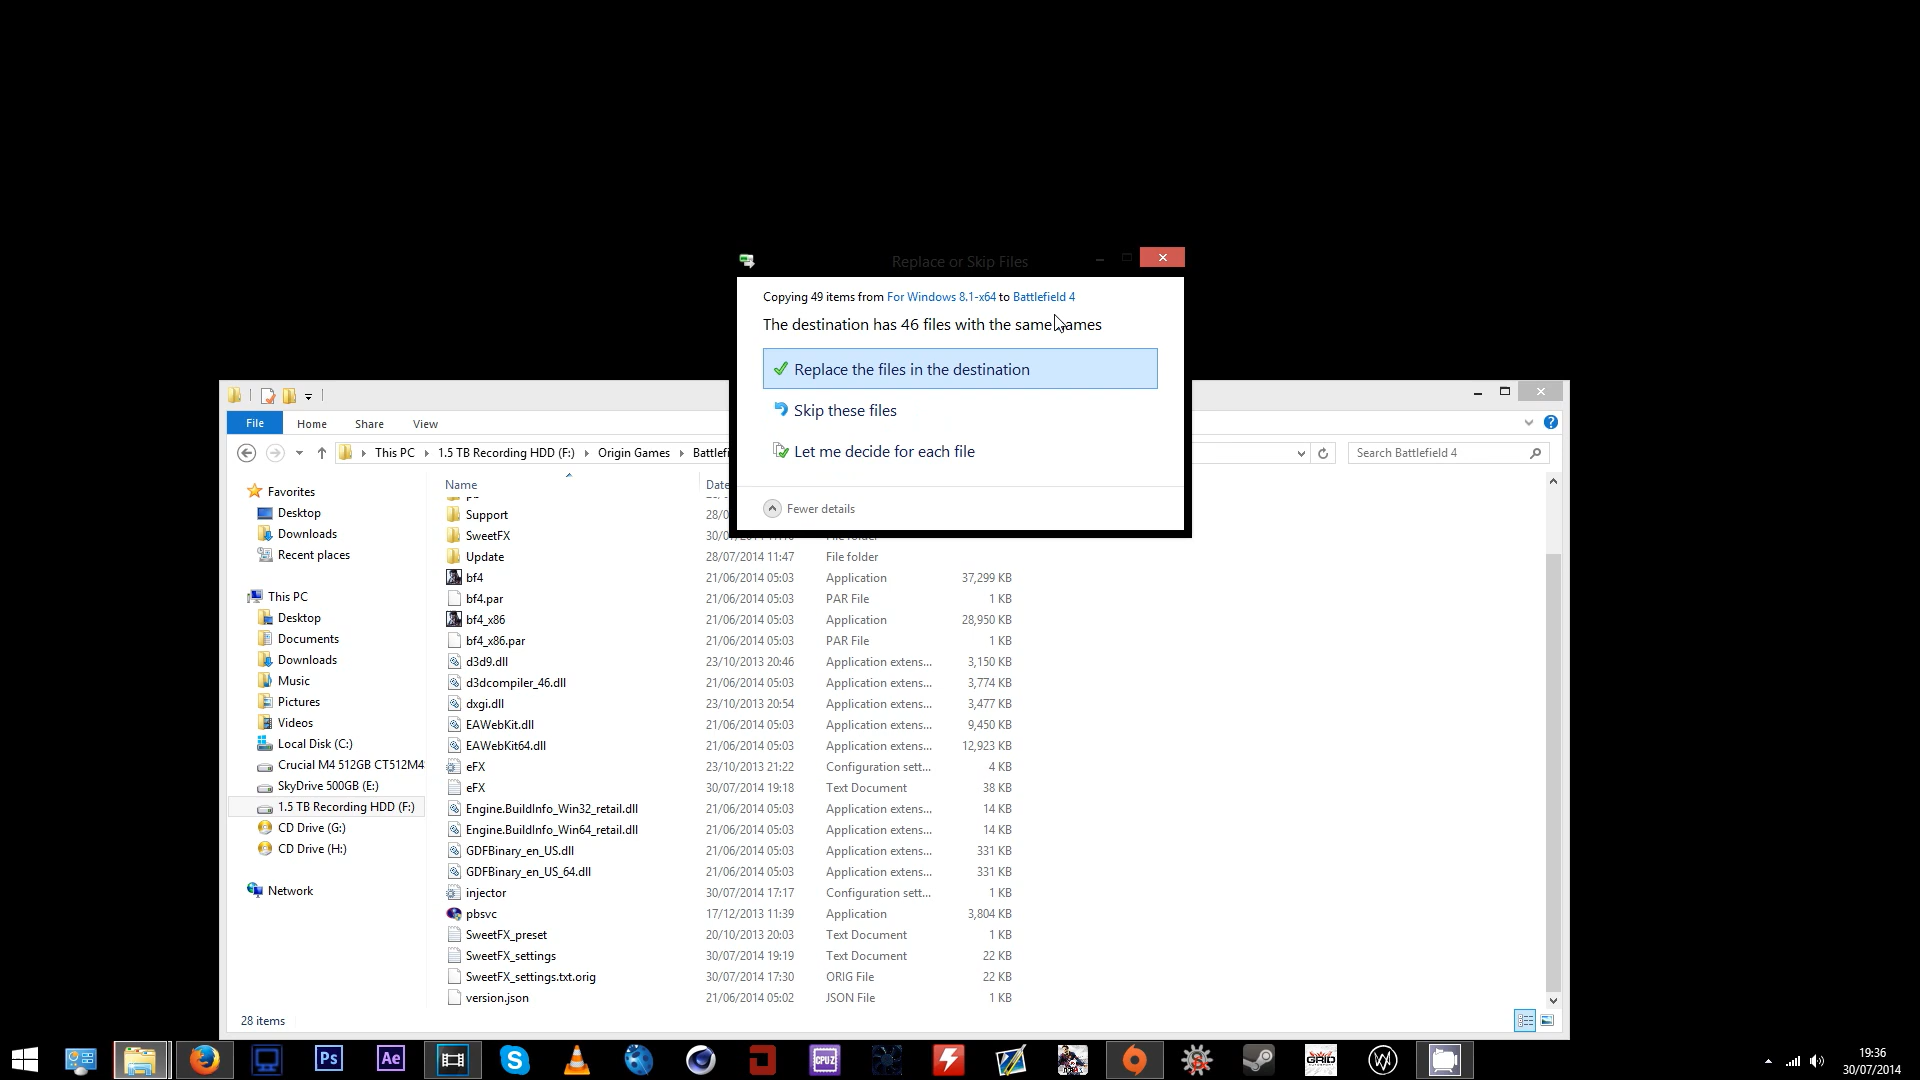 Replace or Skip Files
Copying 49 items from For Windows 8.1-x64 to Battlefield 4
The destination has 46 files with the same names
Replace the files in the destination
Skip these files
Let me decide for each file
Fewer details
File
Home
Share
View
This PC
1.5 TB Recording HDD (F:)
Origin Games
Battlefi
Search Battlefield 4
Favorites
Desktop
Downloads
Recent places
This PC
Desktop
Documents
Downloads
Music
Pictures
Videos
Local Disk (C:)
Crucial M4 512GB CT512M4
SkyDrive 500GB (E:)
1.5 TB Recording HDD (F:)
CD Drive (G:)
CD Drive (H:)
Network
Name Date
Support 28/0
SweetFX 30/
Update 28/07/2014 11:47 File folder
bf4 21/06/2014 05:03 Application 37,299 KB
bf4.par 21/06/2014 05:03 PAR File 1 KB
bf4_x86 21/06/2014 05:03 Application 28,950 KB
bf4_x86.par 21/06/2014 05:03 PAR File 1 KB
d3d9.dll 23/10/2013 20:46 Application extens... 3,150 KB
d3dcompiler_46.dll 21/06/2014 05:03 Application extens... 3,774 KB
dxgi.dll 23/10/2013 20:54 Application extens... 3,477 KB
EAWebKit.dll 21/06/2014 05:03 Application extens... 9,450 KB
EAWebKit64.dll 21/06/2014 05:03 Application extens... 12,923 KB
eFX 23/10/2013 21:22 Configuration sett... 4 KB
eFX 30/07/2014 19:18 Text Document 38 KB
Engine.BuildInfo_Win32_retail.dll 21/06/2014 05:03 Application extens... 14 KB
Engine.BuildInfo_Win64_retail.dll 21/06/2014 05:03 Application extens... 14 KB
GDFBinary_en_US.dll 21/06/2014 05:03 Application extens... 331 KB
GDFBinary_en_US_64.dll 21/06/2014 05:03 Application extens... 331 KB
injector 30/07/2014 17:17 Configuration sett... 1 KB
pbsvc 17/12/2013 11:39 Application 3,804 KB
SweetFX_preset 20/10/2013 20:03 Text Document 1 KB
SweetFX_settings 30/07/2014 19:19 Text Document 22 KB
SweetFX_settings.txt.orig 30/07/2014 17:30 ORIG File 22 KB
version.json 21/06/2014 05:02 JSON File 1 KB
28 items
Ps
Ae
CPUZ
GRID
19:36
30/07/2014